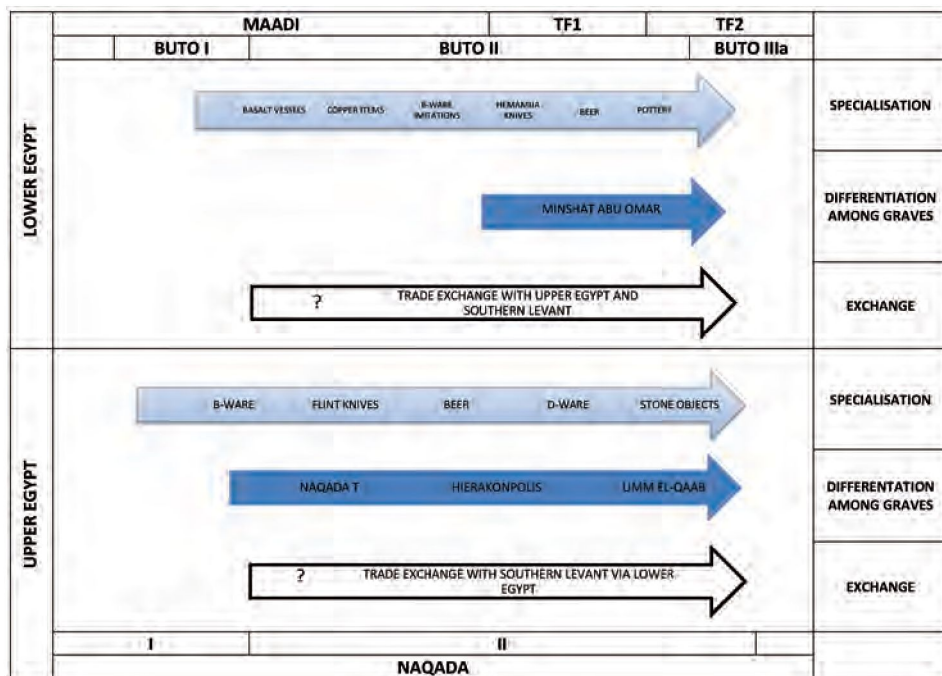 MAADI TF1 TF2
BUTO I BUTO II BUTO IIIa
LOWER EGYPT
BASALT VESSELS COPPER ITEMS B-WARE IMITATIONS HEMAMIJA KNIVES BEER POTTERY
SPECIALISATION
MINSHAT ABU OMAR
DIFFERENTIATION
AMONG GRAVES
? TRADE EXCHANGE WITH UPPER EGYPT AND
SOUTHERN LEVANT
EXCHANGE
UPPER EGYPT
B-WARE FLINT KNIVES BEER D-WARE STONE OBJECTS
SPECIALISATION
NAQADA T HIERAKONPOLIS UMM EL-QAAB
DIFFERENTATION
AMONG GRAVES
? TRADE EXCHANGE WITH SOUTHERN LEVANT VIA LOWER
EGYPT
EXCHANGE
I II
NAQADA